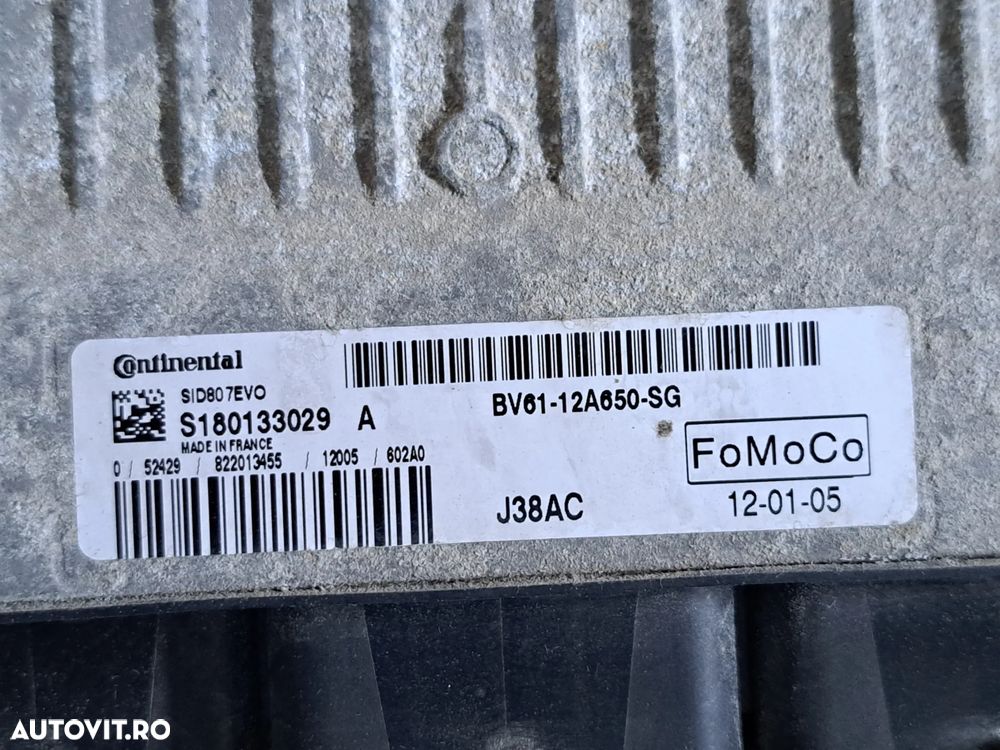 Continental
SID807EVO
S180133029 A
MADE IN FRANCE
0 / 52429 / 822013455 / 12005 / 602A0
BV61-12A650-SG
FoMoCo
J38AC
12-01-05
AUTOVIT.RO